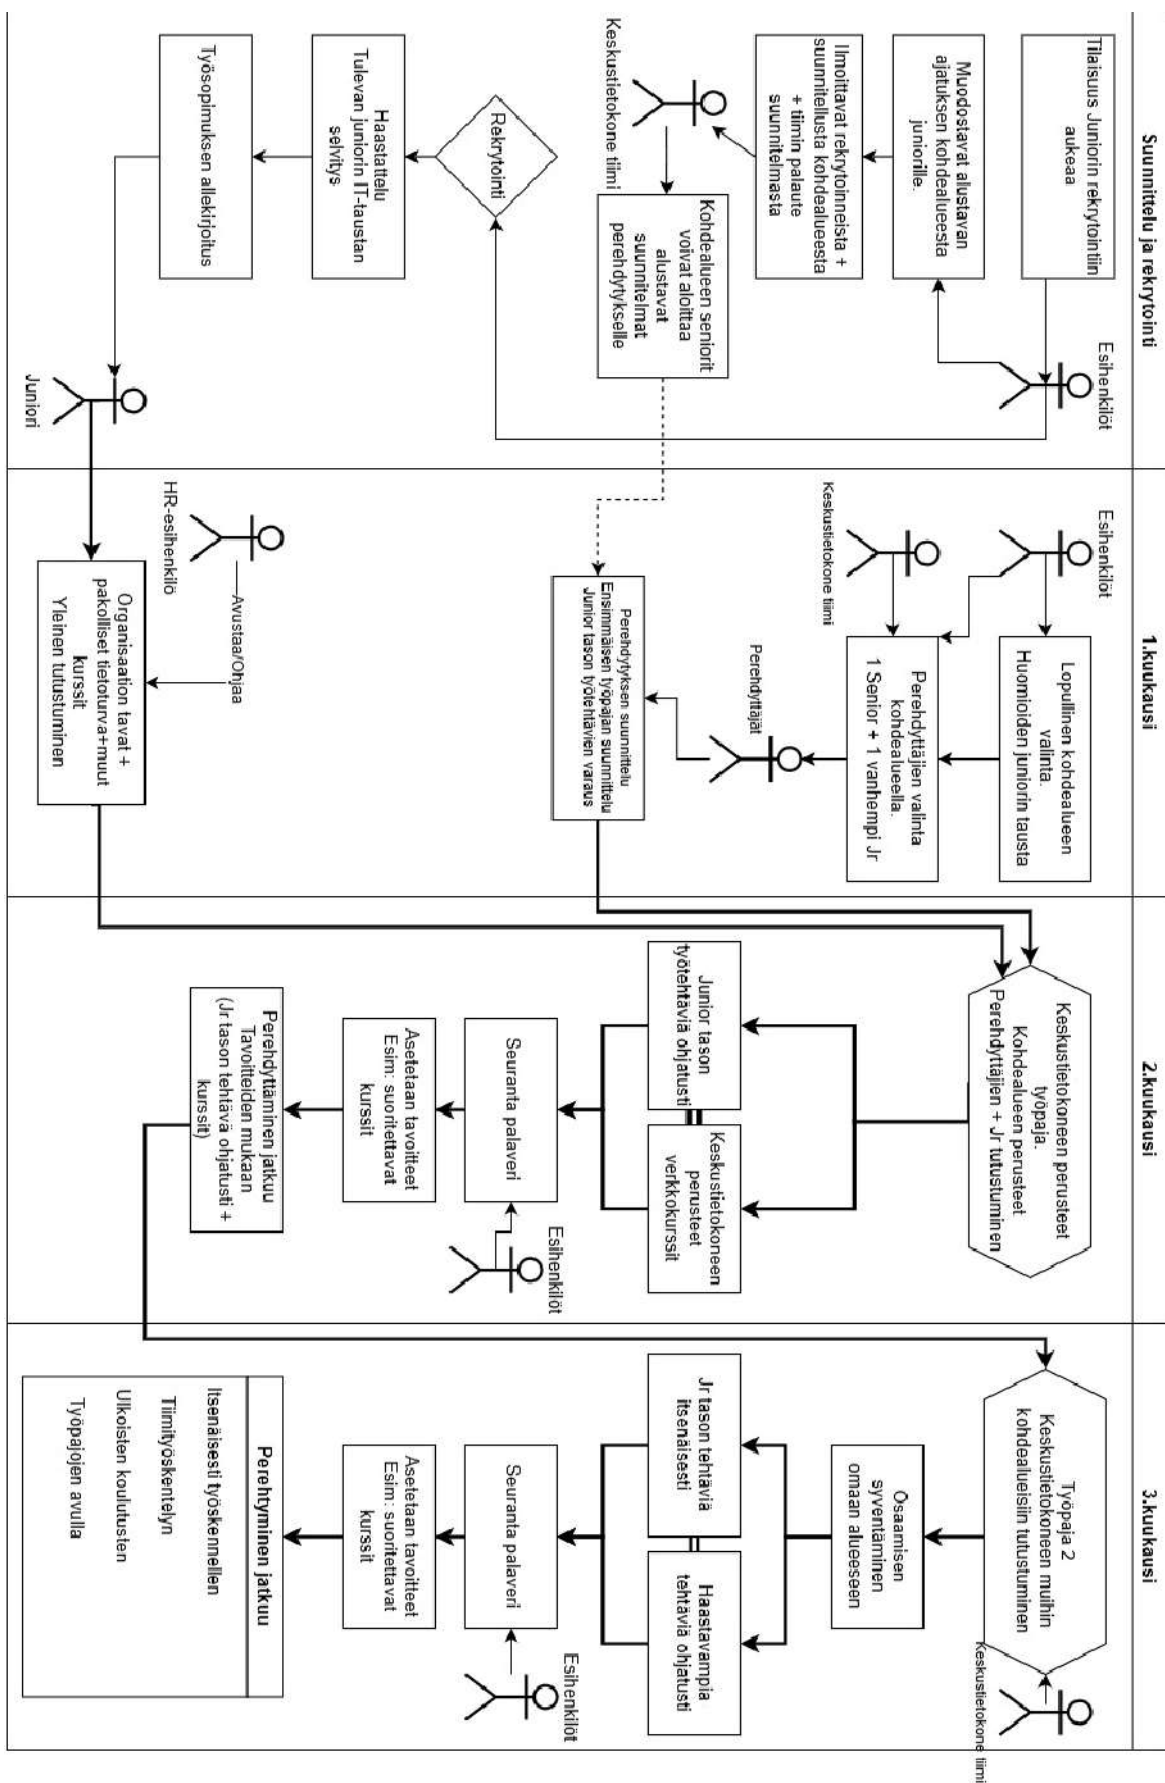 Suunnittelu ja rekrytointi
Tilaisuus Juniorin rekrytointiin
aukeaa
Esihenkilöt
Muodostavat alustavan
ajatuksen kohdealueesta
juniorille.
Ilmoittavat rekrytoinneista +
suunnitellusta kohdealueesta
+ tiimin palaute
suunnitelmasta
Keskustietokone tiimi
Kohdealueen seniorit
voivat aloittaa
alustavat
suunnitelmat
perehdytykselle
Rekrytointi
Haastattelu
Tulevan juniorin IT-taustan
selvitys
Työsopimuksen allekirjoitus
Juniori
1.kuukausi
Esihenkilöt
Lopullinen kohdealueen
valinta.
Huomioiden juniorin tausta
Keskustietokone tiimi
Perehdyttäjien valinta
kohdealueella.
1 Senior + 1 vanhempi Jr
Perehdyttäjät
Perehdytyksen suunnittelu
Ensimmäisen työpajan suunnittelu
Junior tason työtehtävien varaus
HR-esihenkilö
Avustaa/Ohjaa
Organisaation tavat +
pakolliset tietoturva+muut
kurssit
Yleinen tutustuminen
2.kuukausi
Keskustietokoneen perusteet
työpaja.
Kohdealueen perusteet
Perehdyttäjien + Jr tutustuminen
Junior tason
työtehtäviä ohjatusti
Keskustietokoneen
perusteet
verkkokurssit
Seuranta palaveri
Esihenkilöt
Asetetaan tavoitteet
Esim: suoritettavat
kurssit
Perehdyttäminen jatkuu
Tavoitteiden mukaan
(Jr tason tehtävä ohjatusti +
kurssit)
3.kuukausi
Työpaja 2
Keskustietokoneen muihin
kohdealueisiin tutustuminen
Keskustietokone tiimi
Osaamisen
syventäminen
omaan alueeseen
Jr tason tehtäviä
itsenäisesti
Haastavampia
tehtäviä ohjatusti
Seuranta palaveri
Esihenkilöt
Asetetaan tavoitteet
Esim: suoritettavat
kurssit
Perehtyminen jatkuu
Itsenäisesti työskennellen
Tiimityöskentelyn
Ulkoisten koulutusten
Työpajojen avulla